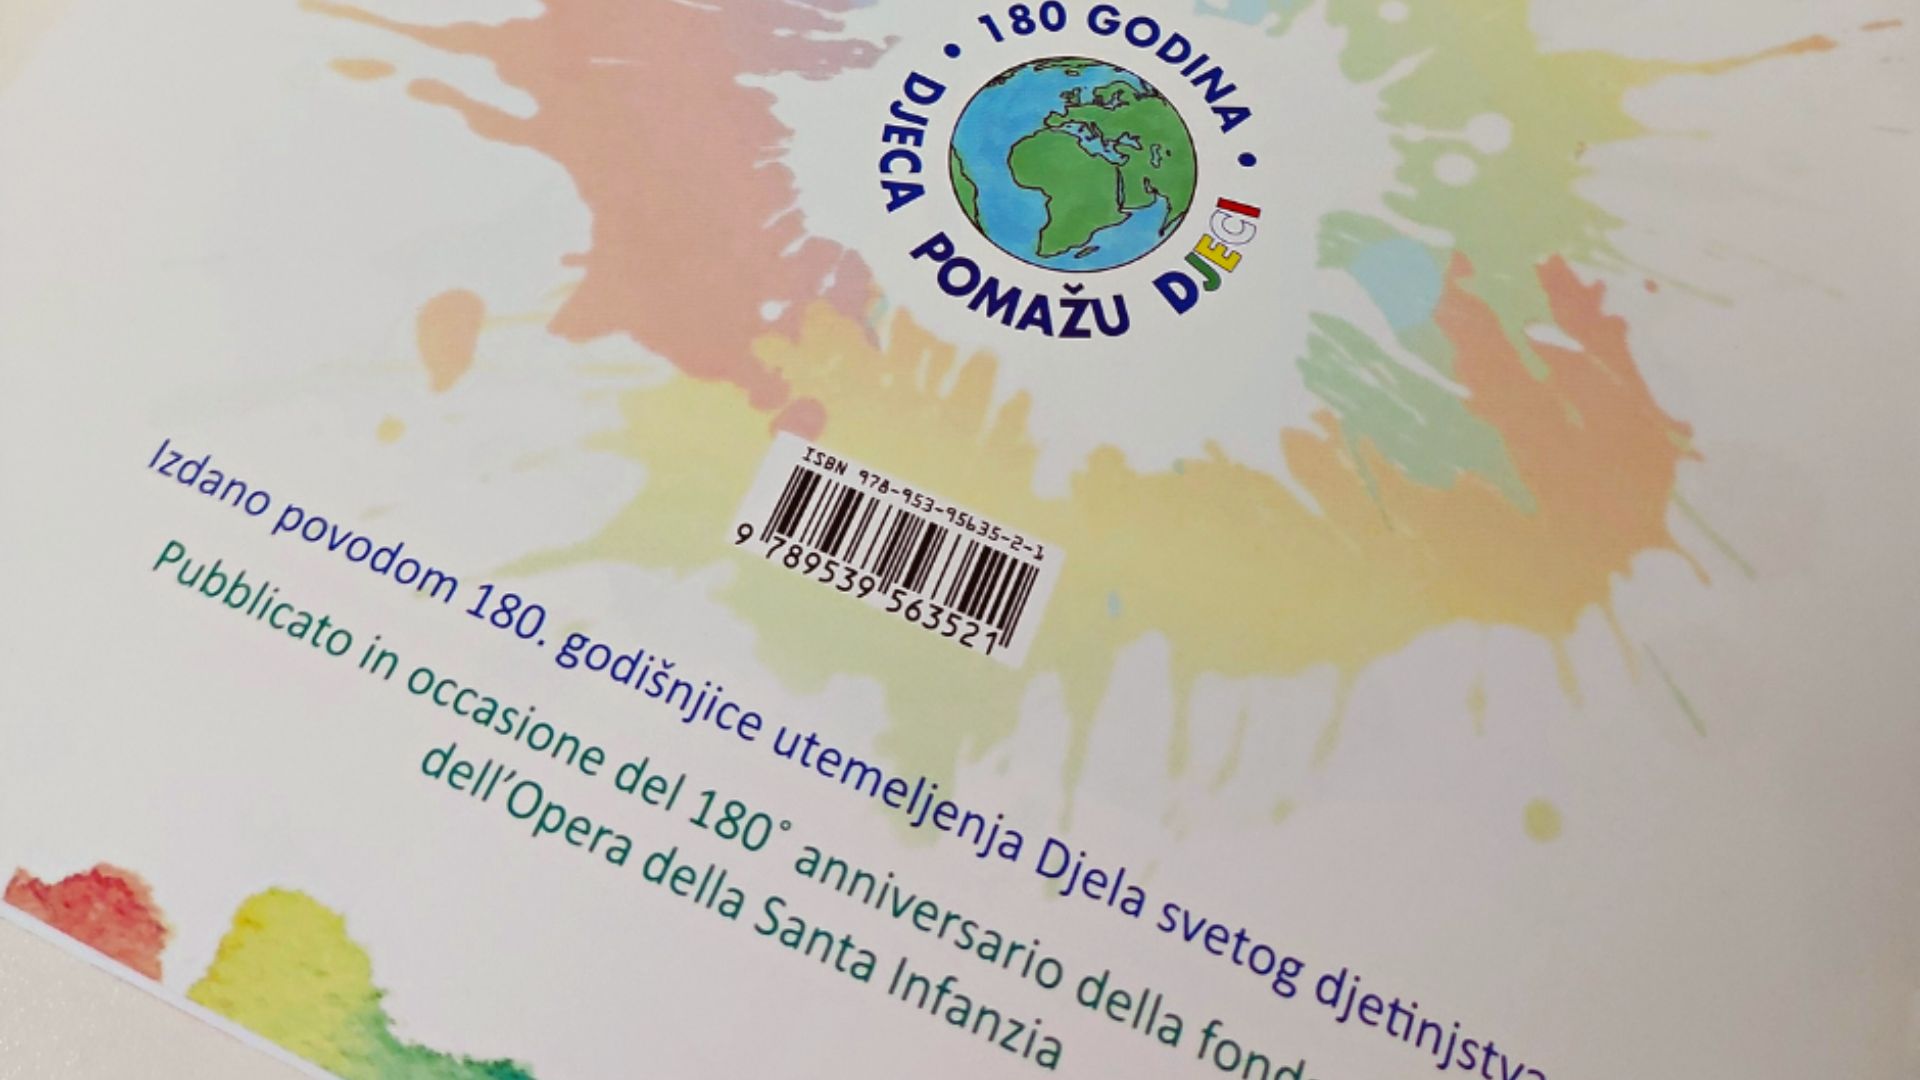 • 180 GODINA •
DJECA POMAŽU DJECI
ISBN 978-953-95635-2-1
9 789539 563521
Izdano povodom 180. godišnjice utemeljenja Djela svetog djetinjstva
Pubblicato in occasione del 180° anniversario della
dell'Opera della Santa Infanzia